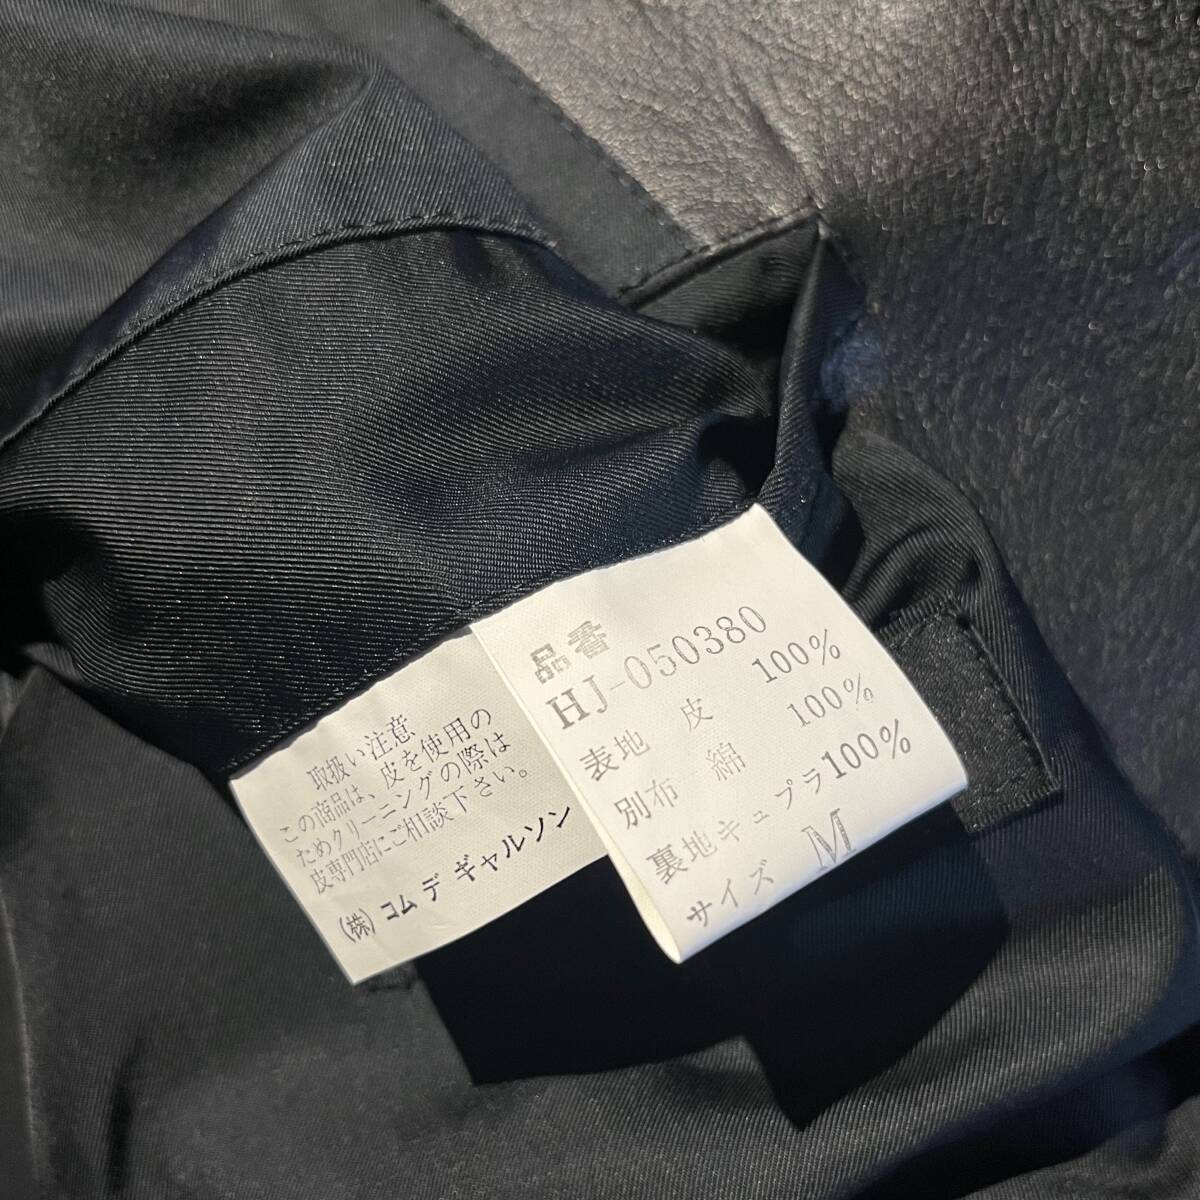 取扱い注意
この商品は、皮を使用の
ためクリーニングの際は
皮専門店にご相談下さい。
(株) コム デ ギャルソン
品番
HJ-050380
表地 皮 100%
別布 綿 100%
裏地キュプラ100%
サイズ M